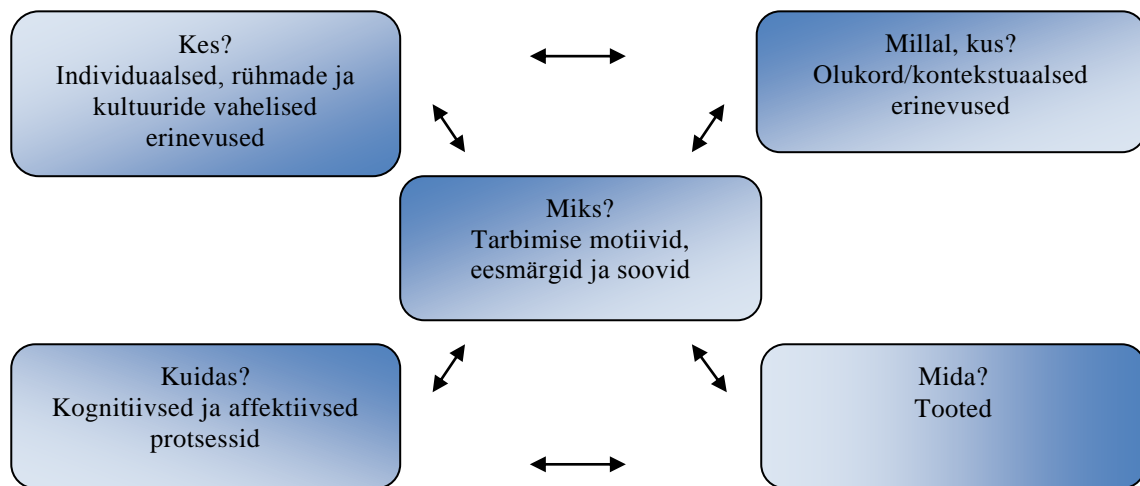 Kes?
Individuaalsed, rühmade ja
kultuuride vahelised
erinevused
Millal, kus?
Olukord/kontekstuaalsed
erinevused
Miks?
Tarbimise motiivid,
eesmärgid ja soovid
Kuidas?
Kognitiivsed ja affektiivsed
protsessid
Mida?
Tooted